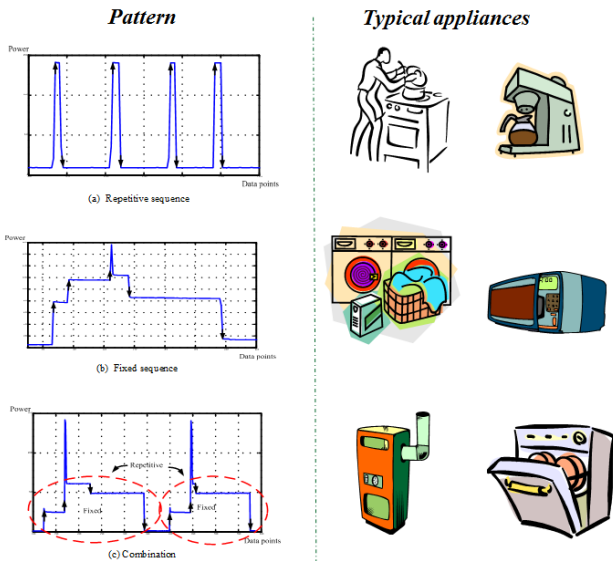 Pattern
Typical appliances
Power
Data points
(a) Repetitive sequence
Power
Data points
(b) Fixed sequence
Power
Repetitive
Fixed
Fixed
Data points
(c) Combination